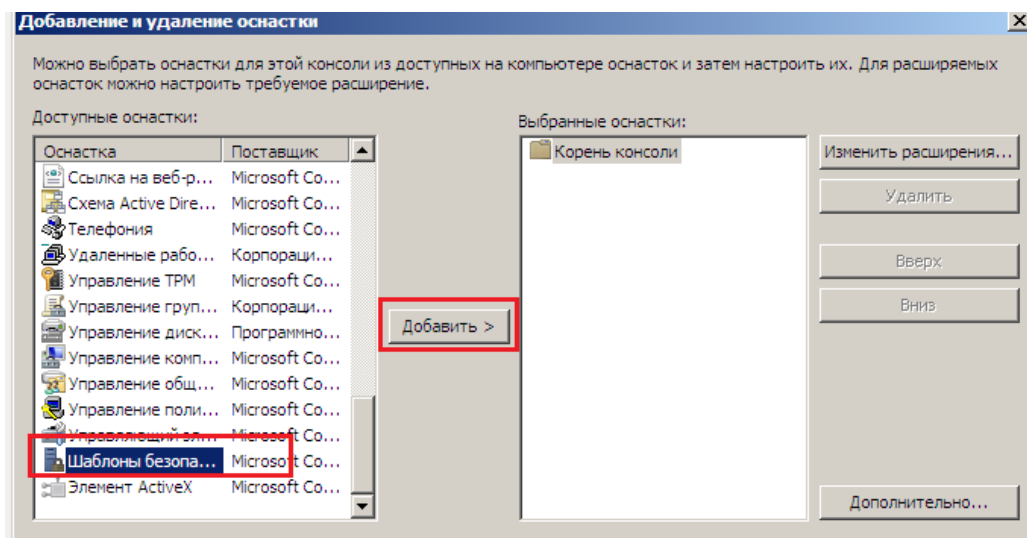 Добавление и удаление оснастки
Можно выбрать оснастки для этой консоли из доступных на компьютере оснасток и затем настроить их. Для расширяемых
оснасток можно настроить требуемое расширение.
Доступные оснастки:
Выбранные оснастки:
Оснастка Поставщик
Ссылка на веб-р... Microsoft Co...
Схема Active Dire... Microsoft Co...
Телефония Microsoft Co...
Удаленные рабо... Корпораци...
Управление TPM Microsoft Co...
Управление груп... Корпораци...
Управление диск... Программно...
Управление комп... Microsoft Co...
Управление общ... Microsoft Co...
Управление поли... Microsoft Co...
Управляющий эл... Microsoft Co...
Шаблоны безопа... Microsoft Co...
Элемент ActiveX Microsoft Co...
Добавить >
Корень консоли
Изменить расширения...
Удалить
Вверх
Вниз
Дополнительно...